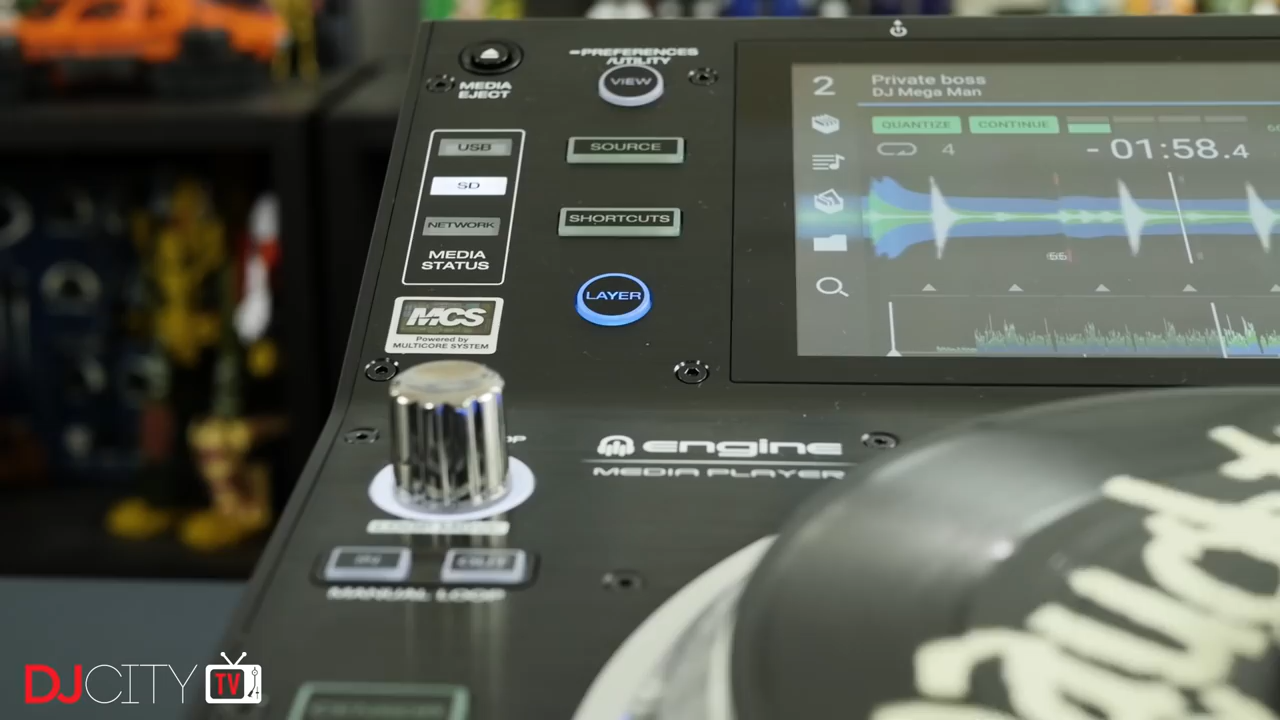 -PREFERENCES
/UTILITY
VIEW
MEDIA
EJECT
USB
SD
NETWORK
MEDIA
STATUS
SOURCE
SHORTCUTS
LAYER
MCS
Powered by
MULTICORE SYSTEM
2
Private boss
DJ Mega Man
QUANTIZE
CONTINUE
4
- 01:58.4
engine
MEDIA PLAYER
IN
MANUAL LOOP
DJCITY TV